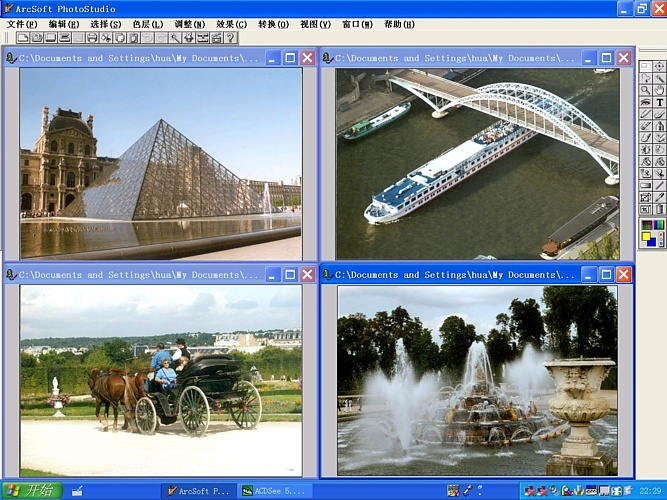 ArcSoft PhotoStudio
文件(F) 编辑(E) 选择(S) 色层(L) 调整(N) 效果(C) 转换(O) 视图(V) 窗口(W) 帮助(H)
C:\Documents and Settings\hua\My Documents\...
C:\Documents and Settings\hua\My Documents\...
C:\Documents and Settings\hua\My Documents\...
C:\Documents and Settings\hua\My Documents\...
开始 ArcSoft P... ACDSee 5.... 22:29